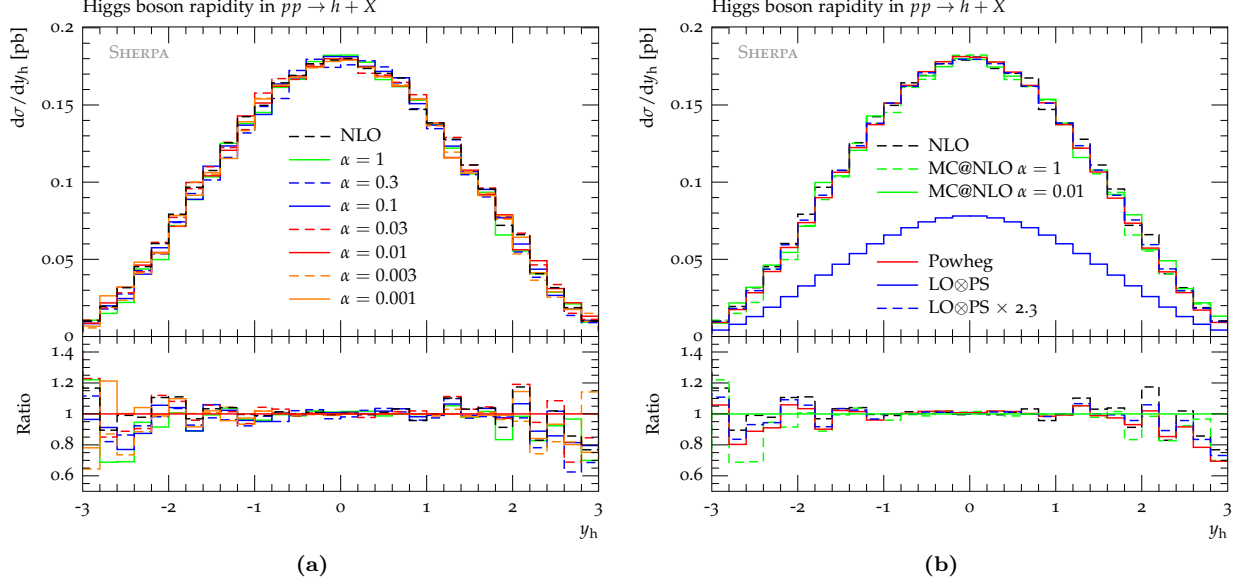 Higgs boson rapidity in pp → h + X
dσ/dy_h [pb]
0.2
0.15
0.1
0.05
0
SHERPA
NLO
α = 1
α = 0.3
α = 0.1
α = 0.03
α = 0.01
α = 0.003
α = 0.001
Ratio
1.4
1.2
1
0.8
0.6
-3 -2 -1 0 1 2 3
y_h
(a)
Higgs boson rapidity in pp → h + X
dσ/dy_h [pb]
0.2
0.15
0.1
0.05
0
SHERPA
NLO
MC@NLO α = 1
MC@NLO α = 0.01
Powheg
LO⊗PS
LO⊗PS × 2.3
Ratio
1.4
1.2
1
0.8
0.6
-3 -2 -1 0 1 2 3
y_h
(b)